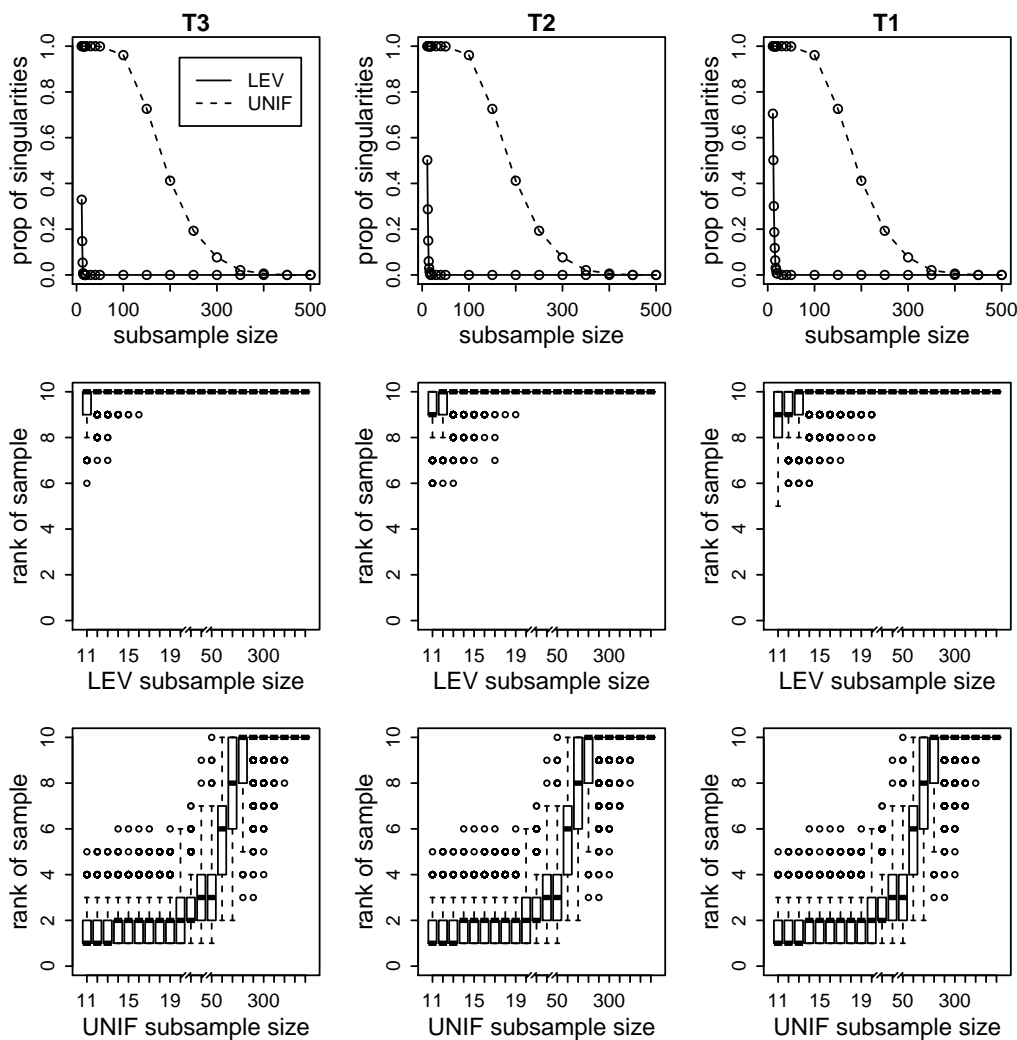 T3
T2
T1
prop of singularities
0.0 0.2 0.4 0.6 0.8 1.0
LEV
UNIF
0 100 300 500
subsample size
prop of singularities
0.0 0.2 0.4 0.6 0.8 1.0
0 100 300 500
subsample size
prop of singularities
0.0 0.2 0.4 0.6 0.8 1.0
0 100 300 500
subsample size
rank of sample
0 2 4 6 8 10
11 15 19 50 300
LEV subsample size
rank of sample
0 2 4 6 8 10
11 15 19 50 300
LEV subsample size
rank of sample
0 2 4 6 8 10
11 15 19 50 300
LEV subsample size
rank of sample
0 2 4 6 8 10
11 15 19 50 300
UNIF subsample size
rank of sample
0 2 4 6 8 10
11 15 19 50 300
UNIF subsample size
rank of sample
0 2 4 6 8 10
11 15 19 50 300
UNIF subsample size